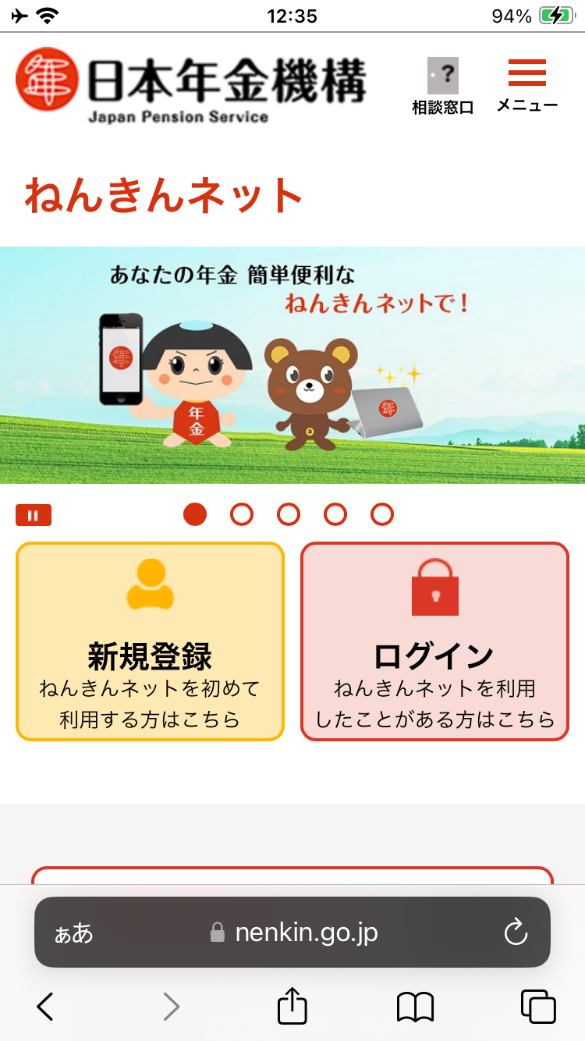 12:35
94%
年
日本年金機構
Japan Pension Service
?
相談窓口
メニュー
ねんきんネット
あなたの年金 簡単便利な
ねんきんネットで！
年
年金
年
新規登録
ねんきんネットを初めて
利用する方はこちら
ログイン
ねんきんネットを利用
したことがある方はこちら
ぁあ
nenkin.go.jp